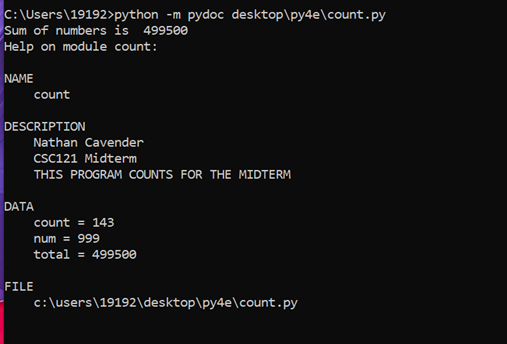 C:\Users\19192>python -m pydoc desktop\py4e\count.py
Sum of numbers is  499500
Help on module count:
NAME
count
DESCRIPTION
Nathan Cavender
CSC121 Midterm
THIS PROGRAM COUNTS FOR THE MIDTERM
DATA
count = 143
num = 999
total = 499500
FILE
c:\users\19192\desktop\py4e\count.py